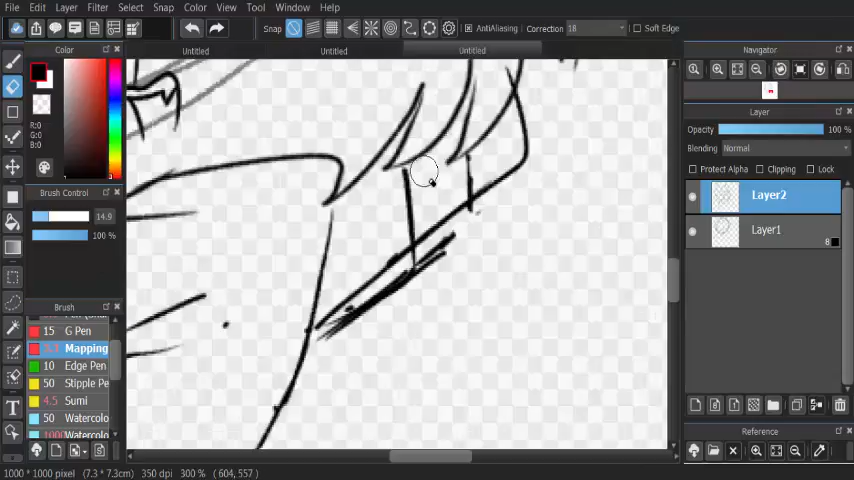 File Edit Layer Filter Select Snap Color View Tool Window Help
Snap AntiAliasing Correction 18 Soft Edge
Untitled Untitled Untitled
Color
R:0
G:0
B:0
Brush Control
14.9
100 %
Brush
15 G Pen
Mapping
10 Edge Pen
50 Stipple Pe
4.5 Sumi
50 Watercolo
100 Watercolo
Navigator
Layer
Opacity 100 %
Blending Normal
Protect Alpha Clipping Lock
Layer2
Layer1
8
Reference
1000 * 1000 pixel (7.3 * 7.3cm) 350 dpi 300 % ( 604, 557 )